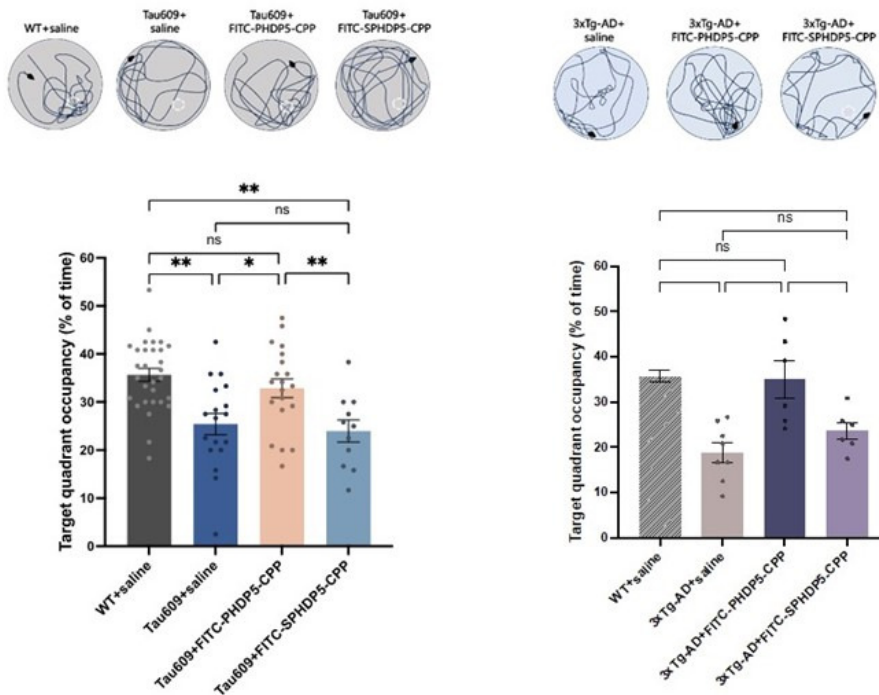 WT+saline
Tau609+
saline
Tau609+
FITC-PHDP5-CPP
Tau609+
FITC-SPHDP5-CPP
3xTg-AD+
saline
3xTg-AD+
FITC-PHDP5-CPP
3xTg-AD+
FITC-SPHDP5-CPP
**
ns
ns
** * **
Target quadrant occupancy (% of time)
60
50
40
30
20
10
0
WT+saline
Tau609+saline
Tau609+FITC-PHDP5-CPP
Tau609+FITC-SPHDP5-CPP
ns
ns
Target quadrant occupancy (% of time)
60
50
40
30
20
10
0
WT+saline
3xTg-AD+saline
3xTg-AD+FITC-PHDP5-CPP
3xTg-AD+FITC-SPHDP5-CPP